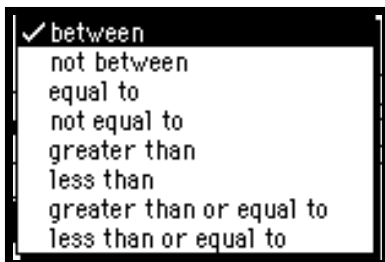 ✓ between
not between
equal to
not equal to
greater than
less than
greater than or equal to
less than or equal to